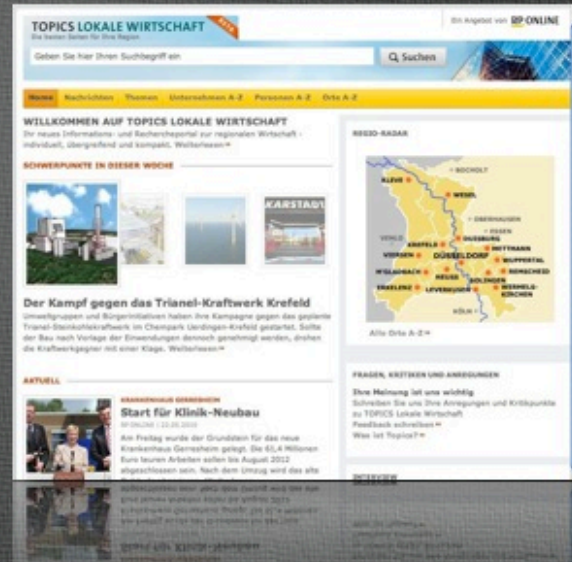 TOPICS LOKALE WIRTSCHAFT
BETA
Die besten Seiten für Ihre Region
Ein Angebot von RP ONLINE
Geben Sie hier Ihren Suchbegriff ein
Suchen
Home Nachrichten Themen Unternehmen A-Z Personen A-Z Orte A-Z
WILLKOMMEN AUF TOPICS LOKALE WIRTSCHAFT
Ihr neues Informations- und Rechercheportal zur regionalen Wirtschaft -
individuell, übergreifend und kompakt. Weiterlesen
SCHWERPUNKTE IN DIESER WOCHE
KARSTADT
Der Kampf gegen das Trianel-Kraftwerk Krefeld
Umweltgruppen und Bürgerinitiativen haben ihre Kampagne gegen das geplante
Trianel-Steinkohlekraftwerk im Chempark Uerdingen-Krefeld gestartet. Sollte
der Bau nach Vorlage der Einwendungen dennoch genehmigt werden, drohen
die Kraftwerkgegner mit einer Klage. Weiterlesen
AKTUELL
KRANKENHAUS GERRESHEIM
Start für Klinik-Neubau
RP ONLINE
Am Freitag wurde der Grundstein für das neue
Krankenhaus Gerresheim gelegt. Die 61,4 Millionen
Euro teuren Arbeiten sollen bis August 2012
abgeschlossen sein. Nach dem Umzug wird das alte
REGIO-RADAR
BOCHOLT
KLEVE
WESEL
OBERHAUSEN
ESSEN
VENLO
KREFELD
DUISBURG
METTMANN
VIERSEN
DÜSSELDORF
WUPPERTAL
M'GLADBACH
NEUSS
SOLINGEN
REMSCHEID
ERKELENZ
LEVERKUSEN
WERMELS-
KIRCHEN
KÖLN
Alle Orte A-Z
FRAGEN, KRITIKEN UND ANREGUNGEN
Ihre Meinung ist uns wichtig
Schreiben Sie uns Ihre Anregungen und Kritikpunkte
zu TOPICS Lokale Wirtschaft
Feedback schreiben
Was ist Topics?
INTERVIEW